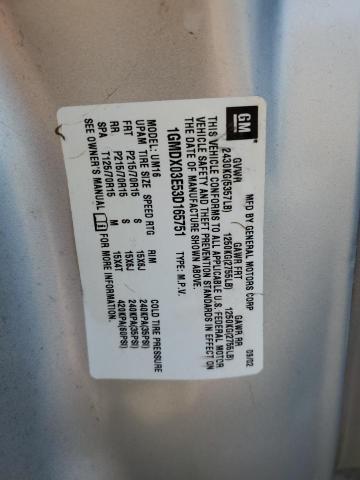 GM
MFD BY GENERAL MOTORS CORP 09/02
GVWR GAWR FRT GAWR RR
2430KG(5357LB) 1250KG(2756LB) 1250KG(2756LB)
THIS VEHICLE CONFORMS TO ALL APPLICABLE U.S. FEDERAL MOTOR
VEHICLE SAFETY AND THEFT PREVENTION STANDARDS IN EFFECT ON
THE DATE OF MANUFACTURE SHOWN ABOVE.
1GMDX03E53D165751 TYPE: M.P.V.
MODEL: UM16
UPAM TIRE SIZE SPEED RTG RIM COLD TIRE PRESSURE
FRT P215/70R15 S 15X6J 240KPA(35PSI)
RR P215/70R15 S 15X6J 240KPA(35PSI)
SPA T125/70R15 M 15X4T 420KPA(60PSI)
SEE OWNER'S MANUAL FOR MORE INFORMATION.